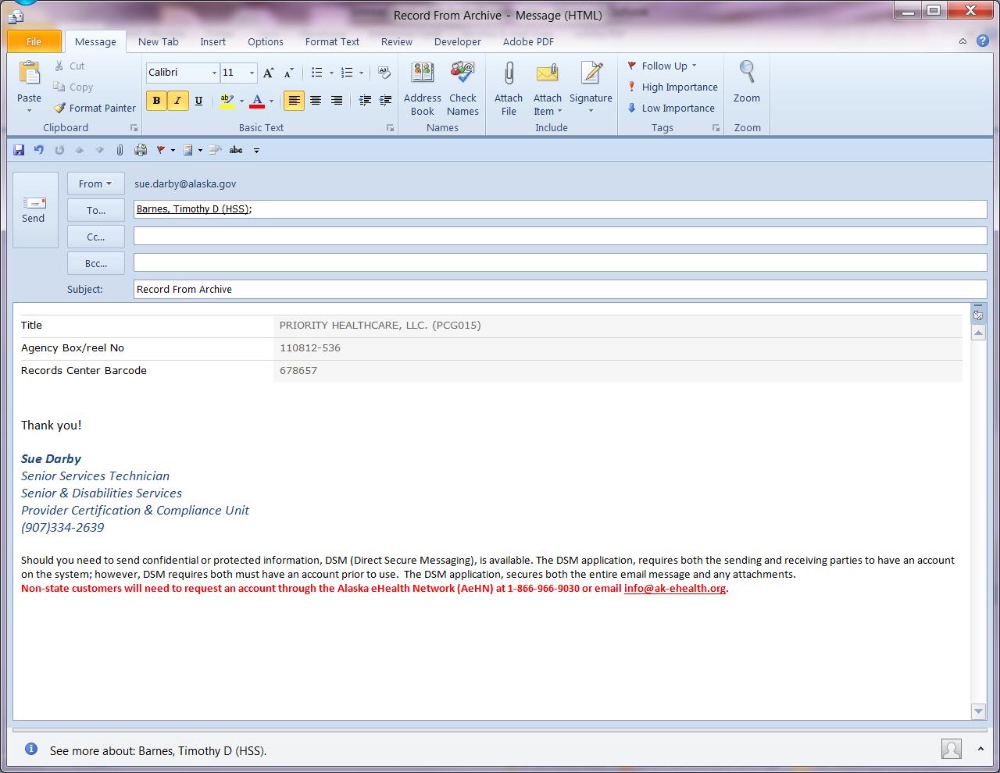 Record From Archive - Message (HTML)
File Message New Tab Insert Options Format Text Review Developer Adobe PDF
Paste
Cut
Copy
Format Painter
Clipboard
Calibri 11
B I U
Basic Text
Address Book
Check Names
Names
Attach File
Attach Item
Signature
Include
Follow Up
High Importance
Low Importance
Tags
Zoom
Zoom
abc
Send
From sue.darby@alaska.gov
To... Barnes, Timothy D (HSS);
Cc...
Bcc...
Subject: Record From Archive
Title PRIORITY HEALTHCARE, LLC. (PCG015)
Agency Box/reel No 110812-536
Records Center Barcode 678657
Thank you!
Sue Darby
Senior Services Technician
Senior & Disabilities Services
Provider Certification & Compliance Unit
(907)334-2639
Should you need to send confidential or protected information, DSM (Direct Secure Messaging), is available. The DSM application, requires both the sending and receiving parties to have an account
on the system; however, DSM requires both must have an account prior to use.  The DSM application, secures both the entire email message and any attachments.
Non-state customers will need to request an account through the Alaska eHealth Network (AeHN) at 1-866-966-9030 or email info@ak-ehealth.org.
See more about: Barnes, Timothy D (HSS).